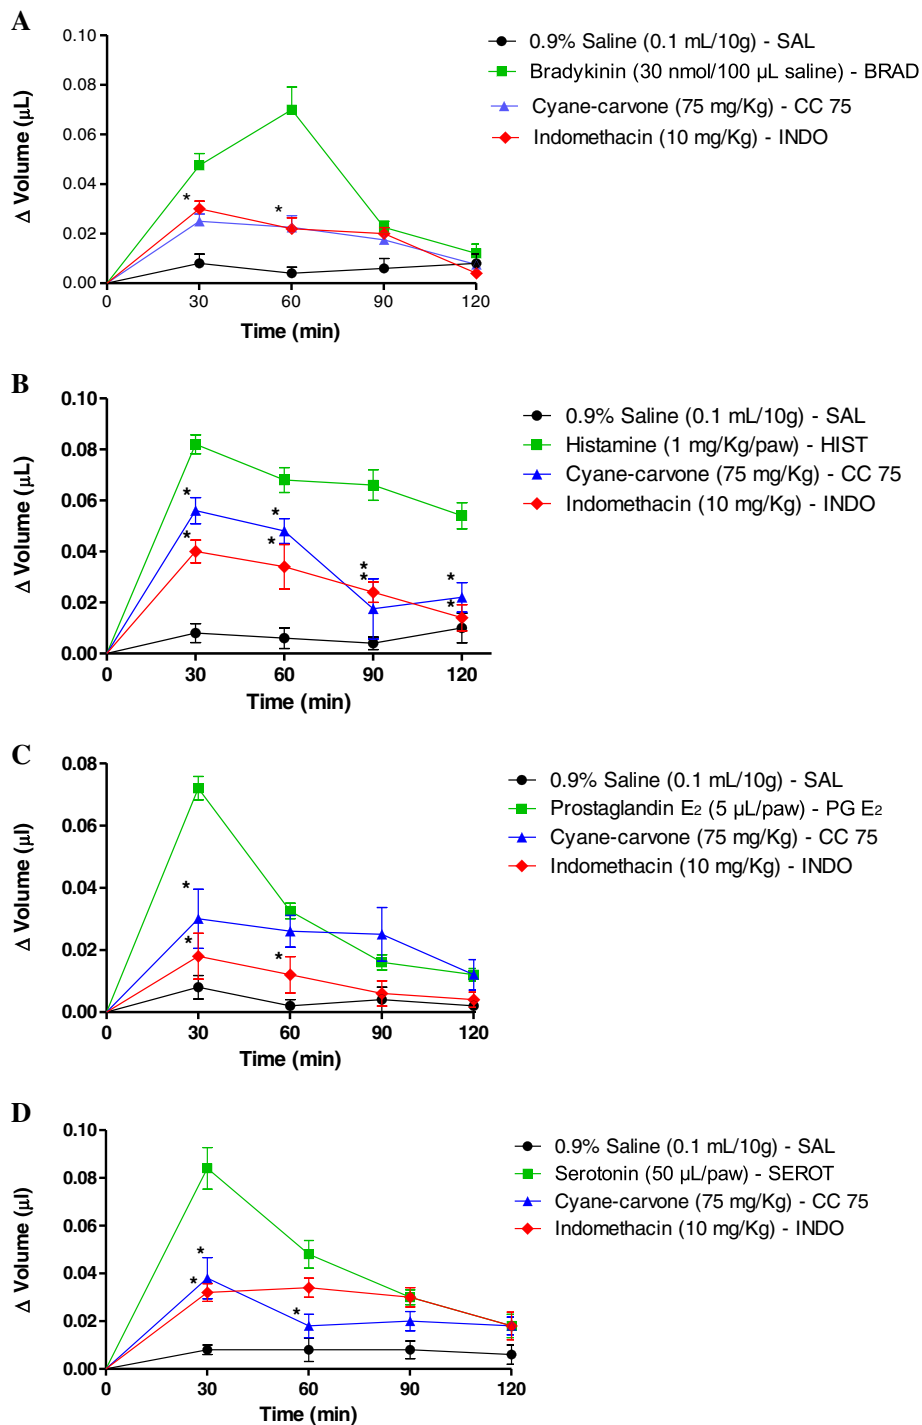 A
0.10
0.08
0.06
0.04
0.02
0.00
Δ Volume (μL)
*
*
0
30
60
90
120
Time (min)
0.9% Saline (0.1 mL/10g) - SAL
Bradykinin (30 nmol/100 μL saline) - BRAD
Cyane-carvone (75 mg/Kg) - CC 75
Indomethacin (10 mg/Kg) - INDO
B
0.10
0.08
0.06
0.04
0.02
0.00
Δ Volume (μL)
*
*
*
*
*
*
*
*
0
30
60
90
120
Time (min)
0.9% Saline (0.1 mL/10g) - SAL
Histamine (1 mg/Kg/paw) - HIST
Cyane-carvone (75 mg/Kg) - CC 75
Indomethacin (10 mg/Kg) - INDO
C
0.08
0.06
0.04
0.02
0.00
Δ Volume (μl)
*
*
*
0
30
60
90
120
Time (min)
0.9% Saline (0.1 mL/10g) - SAL
Prostaglandin E2 (5 μL/paw) - PG E2
Cyane-carvone (75 mg/Kg) - CC 75
Indomethacin (10 mg/Kg) - INDO
D
0.10
0.08
0.06
0.04
0.02
0.00
Δ Volume (μl)
*
*
*
0
30
60
90
120
Time (min)
0.9% Saline (0.1 mL/10g) - SAL
Serotonin (50 μL/paw) - SEROT
Cyane-carvone (75 mg/Kg) - CC 75
Indomethacin (10 mg/Kg) - INDO